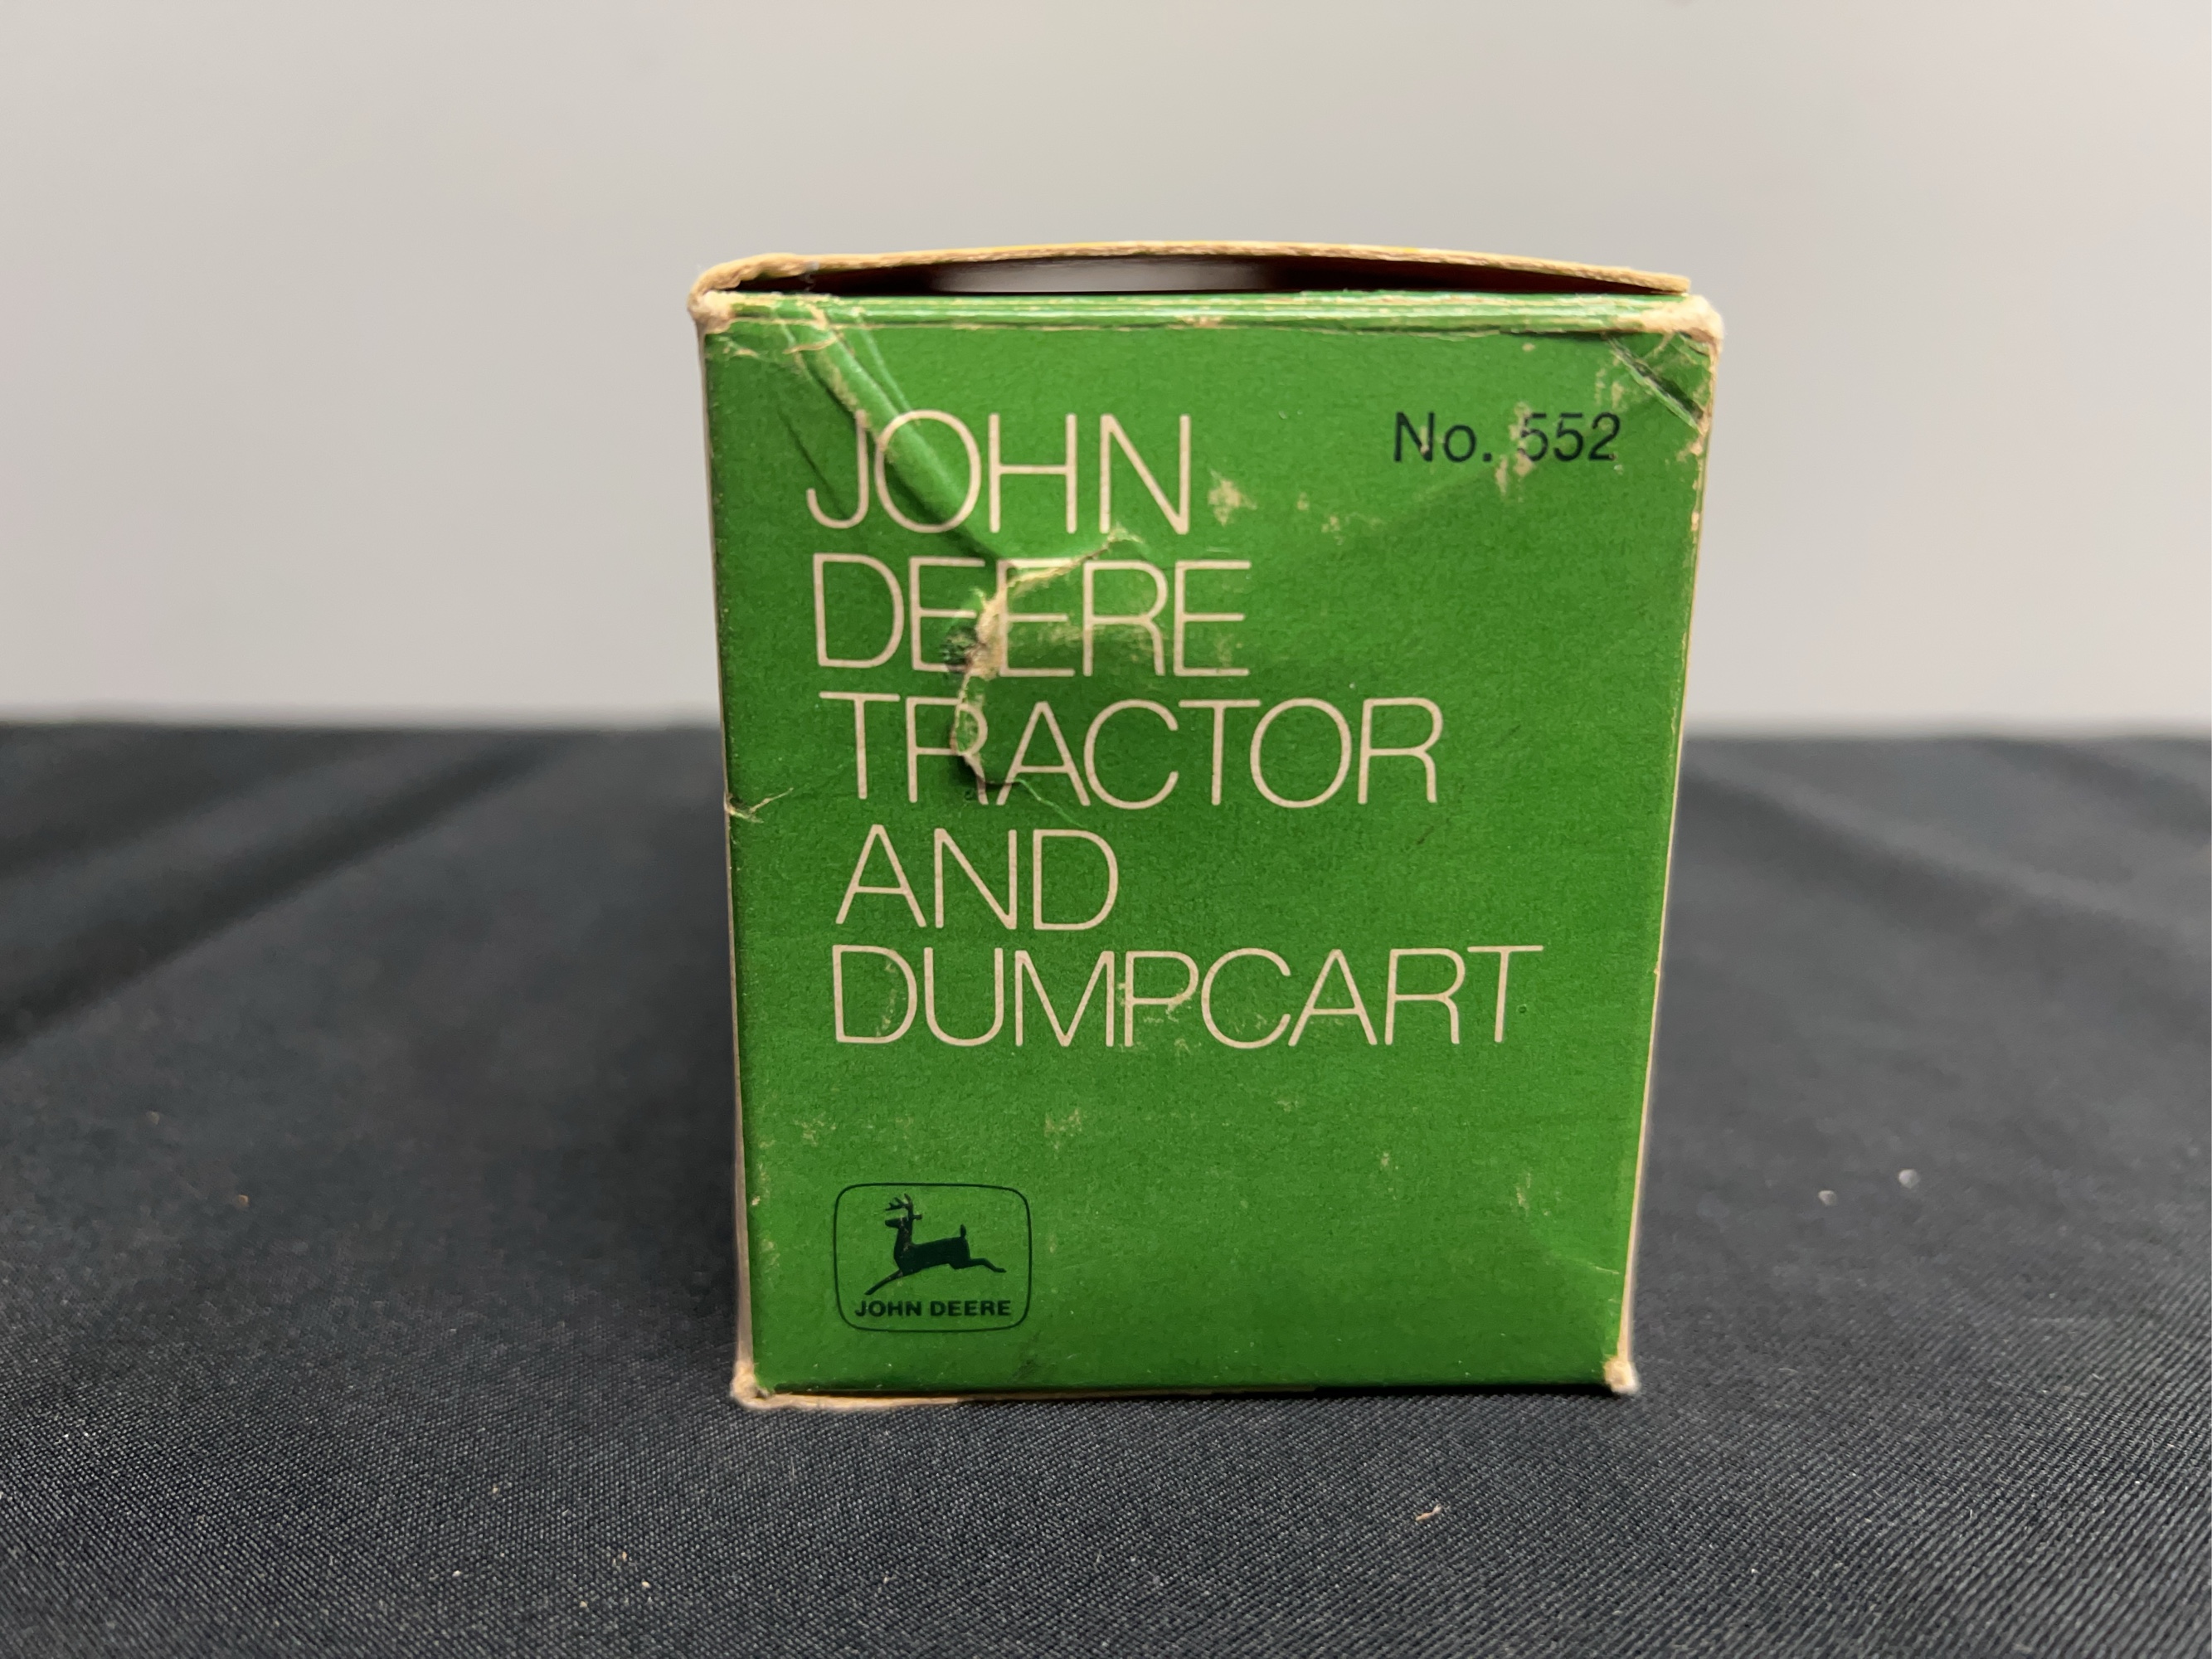 JOHN
No. 552
DEERE
TRACTOR
AND
DUMPCART
JOHN DEERE